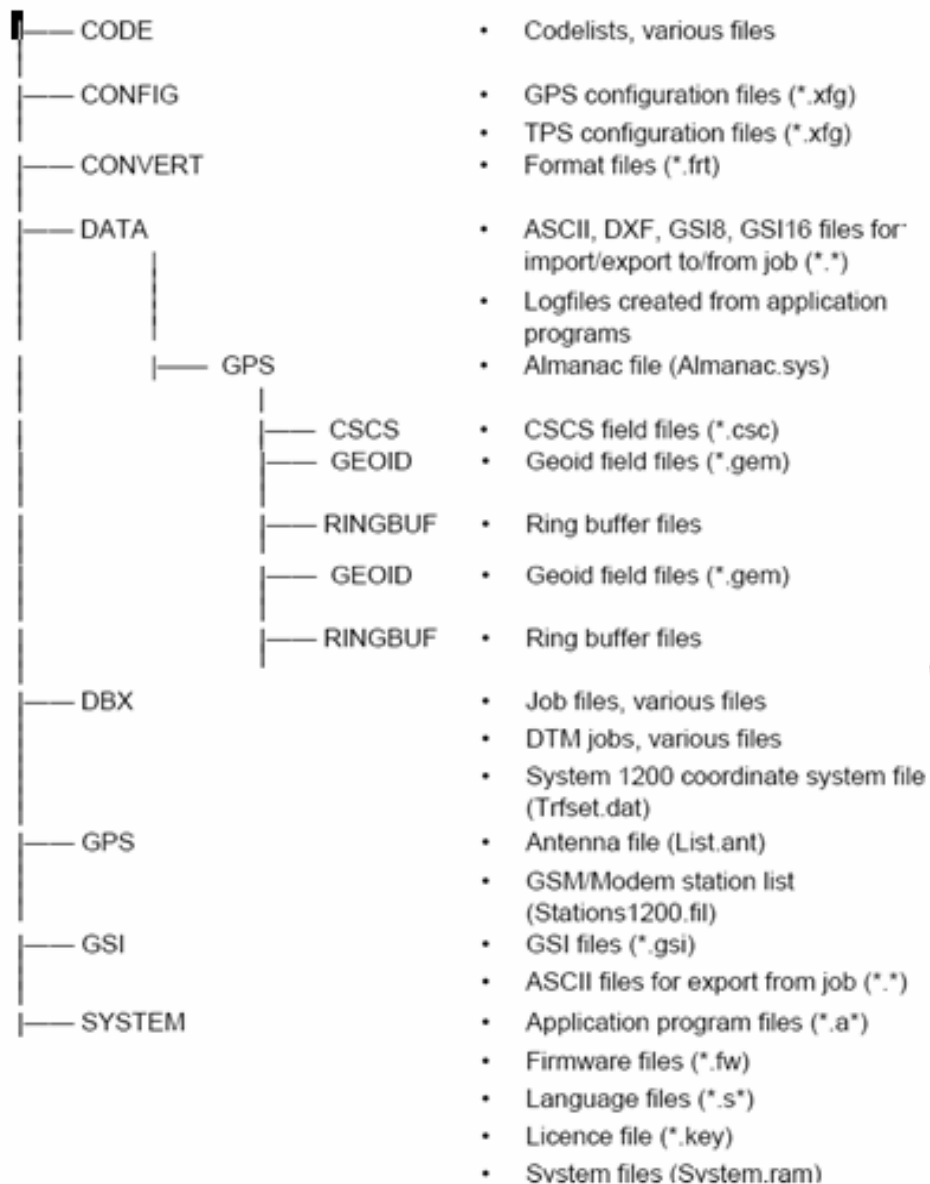 CODE • Codelists, various files
CONFIG • GPS configuration files (*.xfg)
• TPS configuration files (*.xfg)
CONVERT • Format files (*.frt)
DATA • ASCII, DXF, GSI8, GSI16 files for
import/export to/from job (*.*)
• Logfiles created from application
programs
GPS • Almanac file (Almanac.sys)
CSCS • CSCS field files (*.csc)
GEOID • Geoid field files (*.gem)
RINGBUF • Ring buffer files
GEOID • Geoid field files (*.gem)
RINGBUF • Ring buffer files
DBX • Job files, various files
• DTM jobs, various files
• System 1200 coordinate system file
(Trfset.dat)
GPS • Antenna file (List.ant)
• GSM/Modem station list
(Stations1200.fil)
GSI • GSI files (*.gsi)
• ASCII files for export from job (*.*)
SYSTEM • Application program files (*.a*)
• Firmware files (*.fw)
• Language files (*.s*)
• Licence file (*.key)
• System files (System.ram)